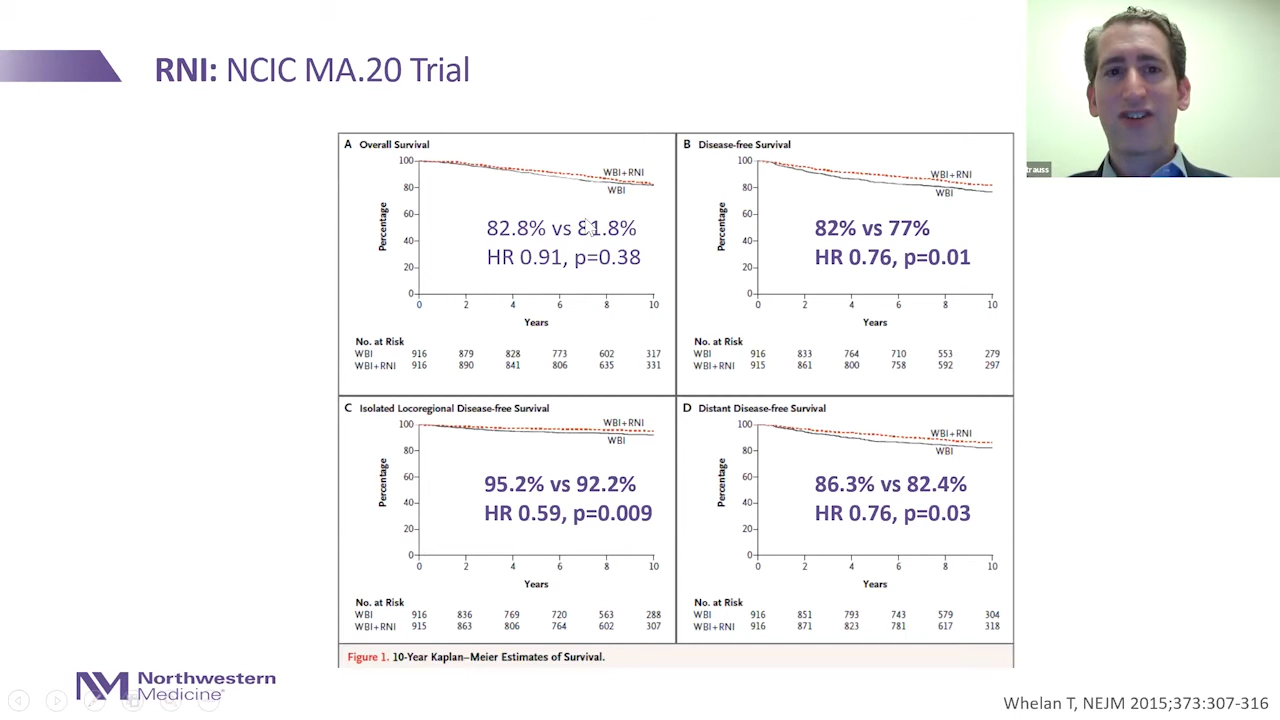 RNI: NCIC MA.20 Trial
trauss
A Overall Survival
100
80
60
40
20
0
Percentage
WBI+RNI
WBI
82.8% vs 81.8%
HR 0.91, p=0.38
0 2 4 6 8 10
Years
No. at Risk
WBI 916 879 828 773 602 317
WBI+RNI 916 890 841 806 635 331
B Disease-free Survival
100
80
60
40
20
0
Percentage
WBI+RNI
WBI
82% vs 77%
HR 0.76, p=0.01
0 2 4 6 8 10
Years
No. at Risk
WBI 916 833 764 710 553 279
WBI+RNI 915 861 800 758 592 297
C Isolated Locoregional Disease-free Survival
100
80
60
40
20
0
Percentage
WBI+RNI
WBI
95.2% vs 92.2%
HR 0.59, p=0.009
0 2 4 6 8 10
Years
No. at Risk
WBI 916 836 769 720 563 288
WBI+RNI 915 863 806 764 602 307
D Distant Disease-free Survival
100
80
60
40
20
0
Percentage
WBI+RNI
WBI
86.3% vs 82.4%
HR 0.76, p=0.03
0 2 4 6 8 10
Years
No. at Risk
WBI 916 851 793 743 579 304
WBI+RNI 916 871 823 781 617 318
Figure 1. 10-Year Kaplan–Meier Estimates of Survival.
Northwestern
Medicine®
Whelan T, NEJM 2015;373:307-316